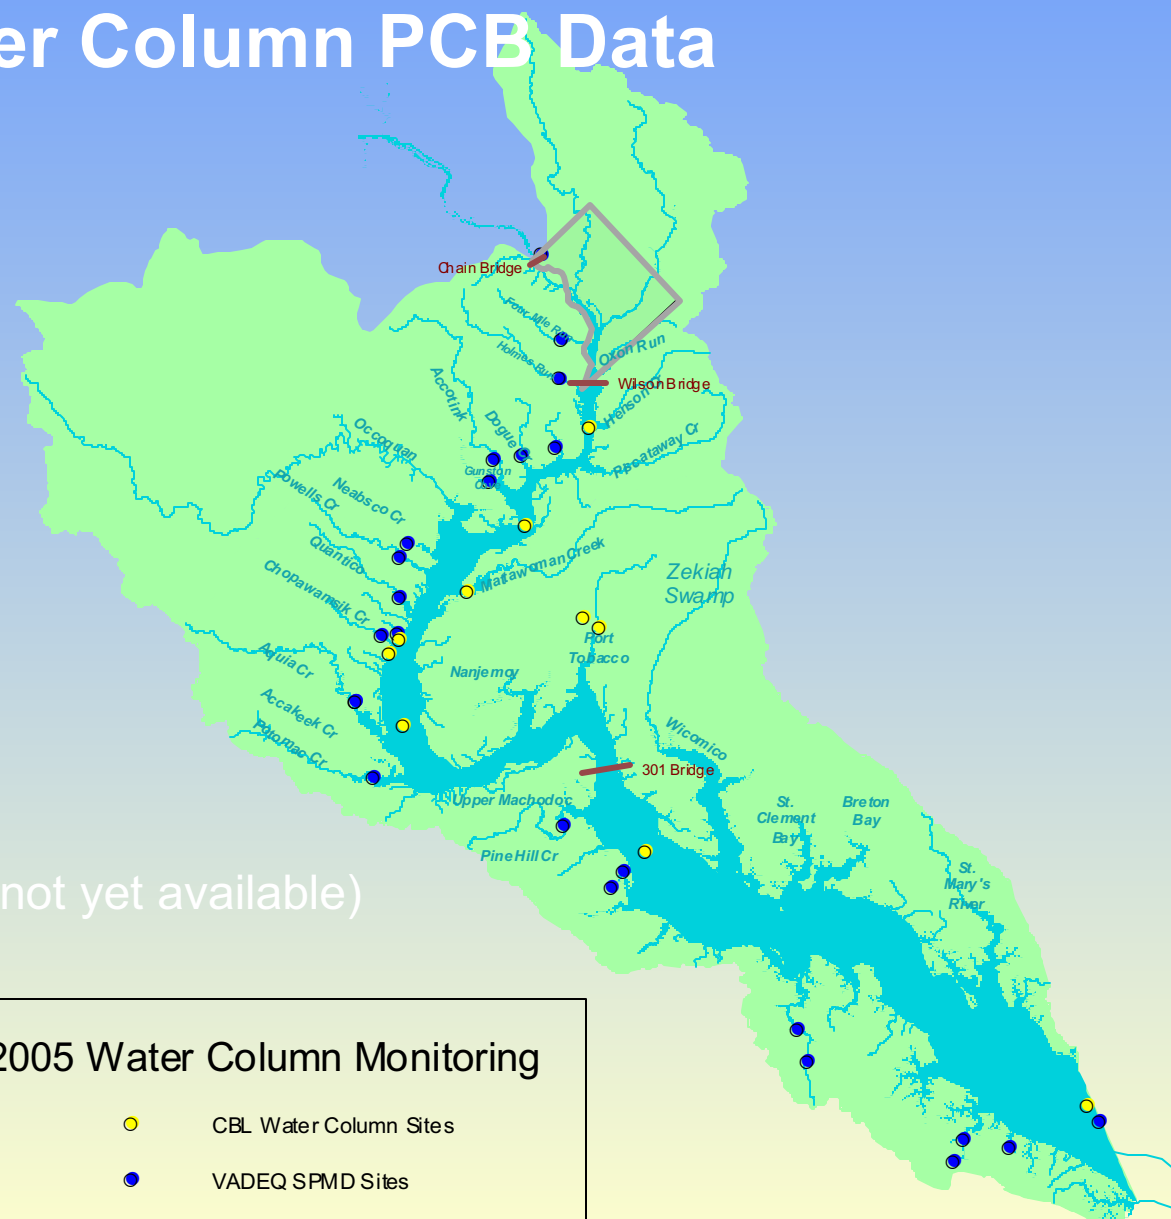 er Column PCB Data
Chain Bridge
Four Mile Run
Holmes Run
Oxon Run
Wilson Bridge
Henson Cr
Accotink
Dogue Cr
Piscataway Cr
Occoquan
Gunston
Cove
Powells Cr
Neabsco Cr
Quantico
Mattawoman Creek
Chopawamsik Cr
Zekiah
Swamp
Port
Tobacco
Aquia Cr
Nanjemoy
Accakeek Cr
Potomac Cr
Wicomico
301 Bridge
Upper Machodoc
St.
Clement
Bay
Breton
Bay
Pine Hill Cr
St.
Mary's
River
not yet available)
2005 Water Column Monitoring
CBL Water Column Sites
VADEQ SPMD Sites